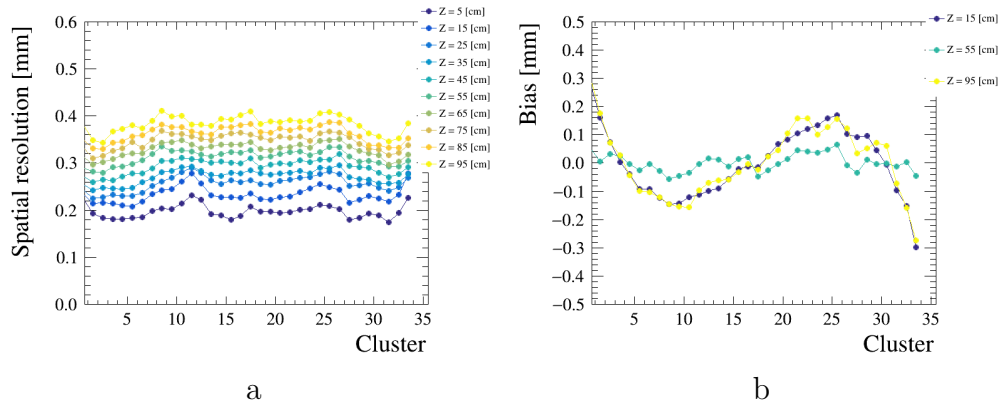 Spatial resolution [mm]
0.6
0.5
0.4
0.3
0.2
0.1
0.0
5 10 15 20 25 30 35
Cluster
Z = 5 [cm]
Z = 15 [cm]
Z = 25 [cm]
Z = 35 [cm]
Z = 45 [cm]
Z = 55 [cm]
Z = 65 [cm]
Z = 75 [cm]
Z = 85 [cm]
Z = 95 [cm]
a
Bias [mm]
0.5
0.4
0.3
0.2
0.1
0.0
−0.1
−0.2
−0.3
−0.4
−0.5
5 10 15 20 25 30 35
Cluster
Z = 15 [cm]
Z = 55 [cm]
Z = 95 [cm]
b